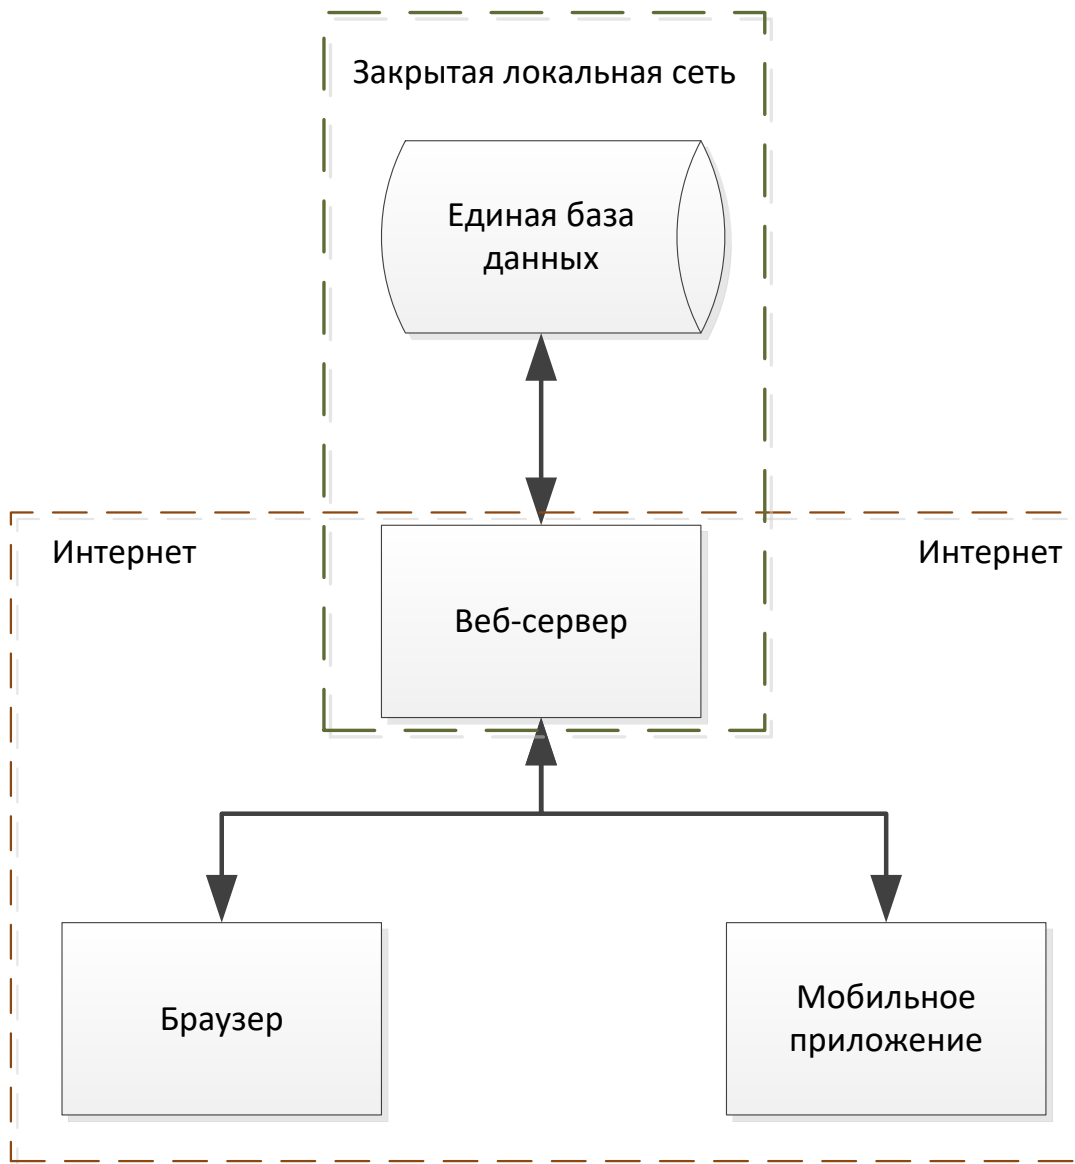 Закрытая локальная сеть
Единая база
данных
Интернет
Интернет
Веб-сервер
Браузер
Мобильное
приложение